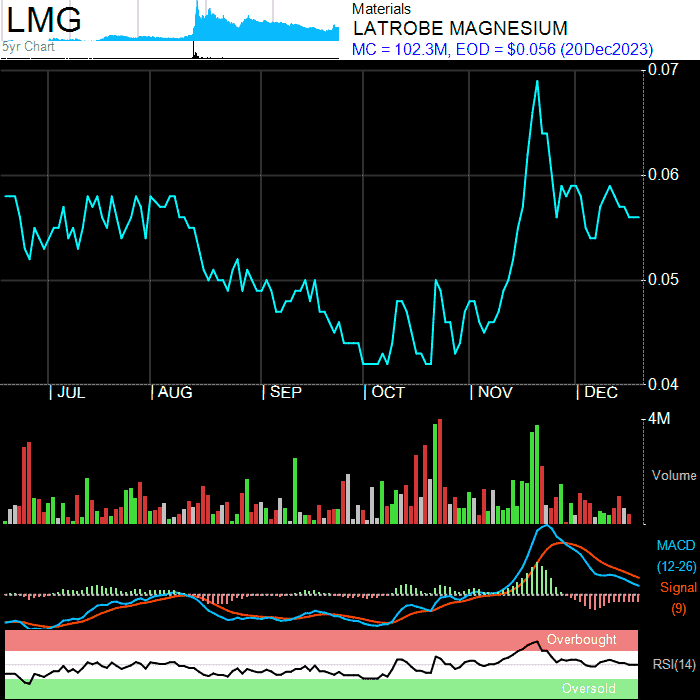 LMG
5yr Chart
Materials
LATROBE MAGNESIUM
MC = 102.3M, EOD = $0.056 (20Dec2023)
0.07
0.06
0.05
0.04
JUL
AUG
SEP
OCT
NOV
DEC
4M
Volume
MACD
(12-26)
Signal
(9)
Overbought
RSI(14)
Oversold